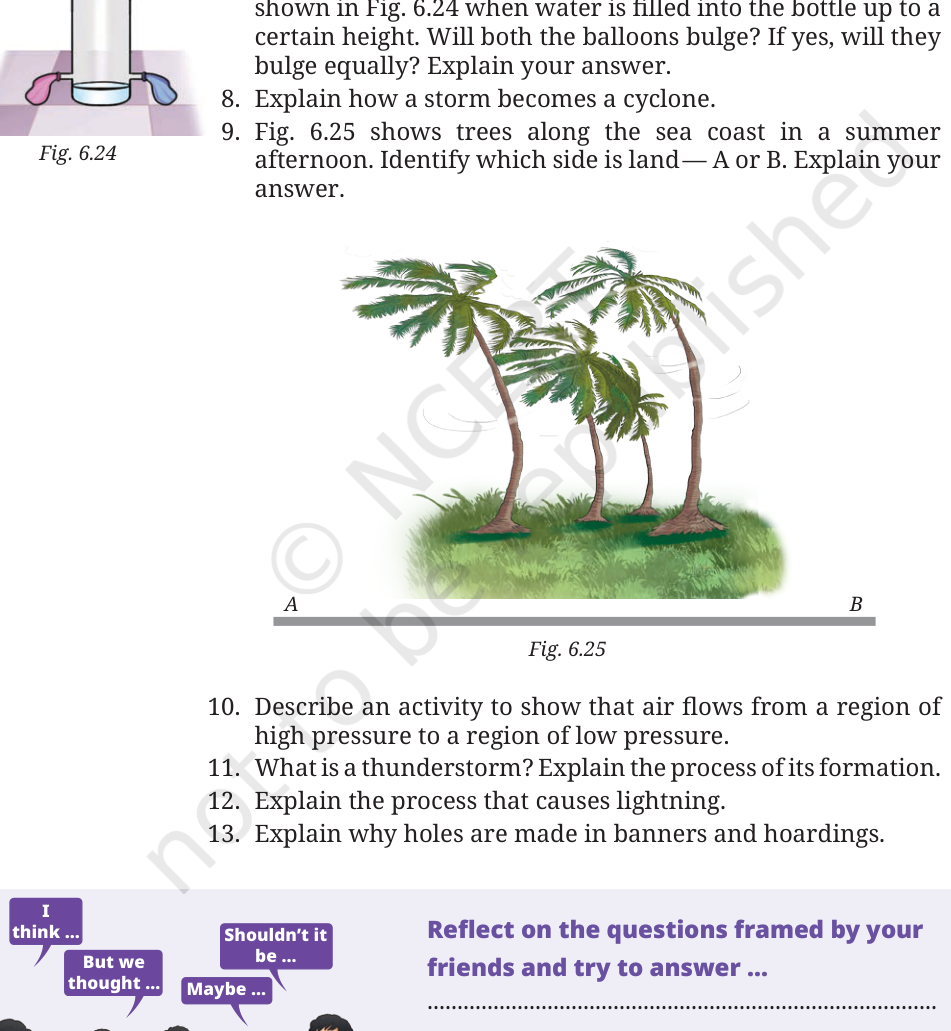 shown in Fig. 6.24 when water is filled into the bottle up to a
certain height. Will both the balloons bulge? If yes, will they
bulge equally? Explain your answer.
8. Explain how a storm becomes a cyclone.
9. Fig. 6.25 shows trees along the sea coast in a summer
afternoon. Identify which side is land— A or B. Explain your
answer.
Fig. 6.24
© NCERT
not to be republished
A
B
Fig. 6.25
10. Describe an activity to show that air flows from a region of
high pressure to a region of low pressure.
11. What is a thunderstorm? Explain the process of its formation.
12. Explain the process that causes lightning.
13. Explain why holes are made in banners and hoardings.
I
think ...
But we
thought ...
Shouldn’t it
be ...
Maybe ...
Reflect on the questions framed by your
friends and try to answer ...